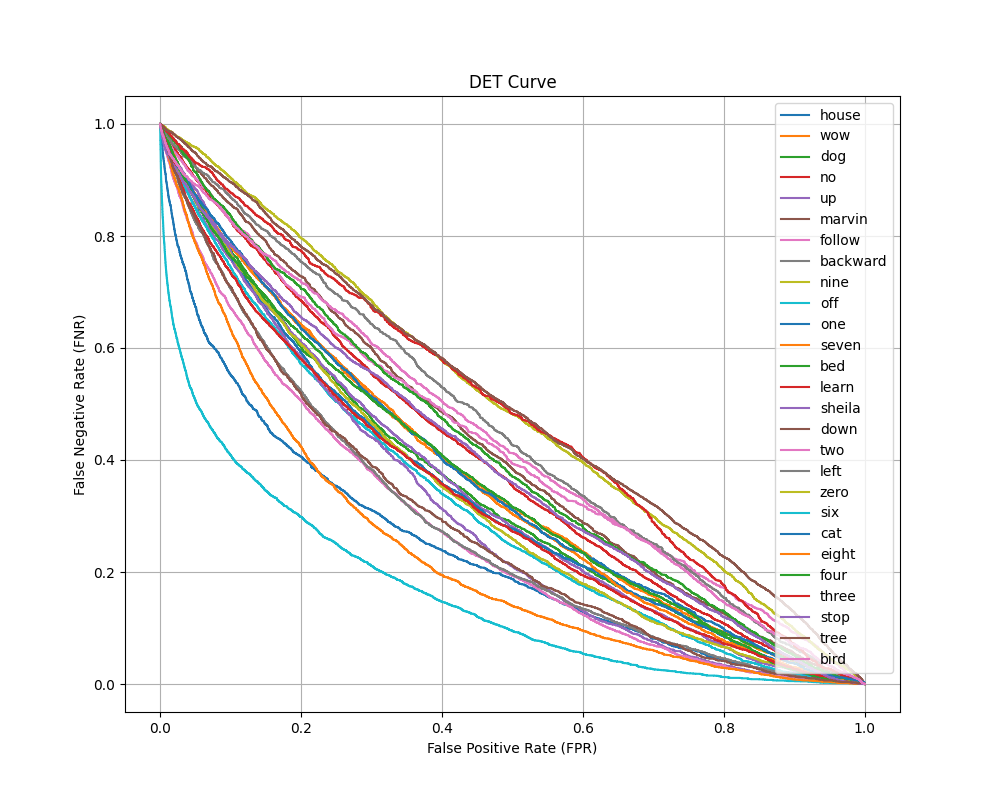 DET Curve
False Negative Rate (FNR)
1.0
0.8
0.6
0.4
0.2
0.0
0.0 0.2 0.4 0.6 0.8 1.0
False Positive Rate (FPR)
house
wow
dog
no
up
marvin
follow
backward
nine
off
one
seven
bed
learn
sheila
down
two
left
zero
six
cat
eight
four
three
stop
tree
bird